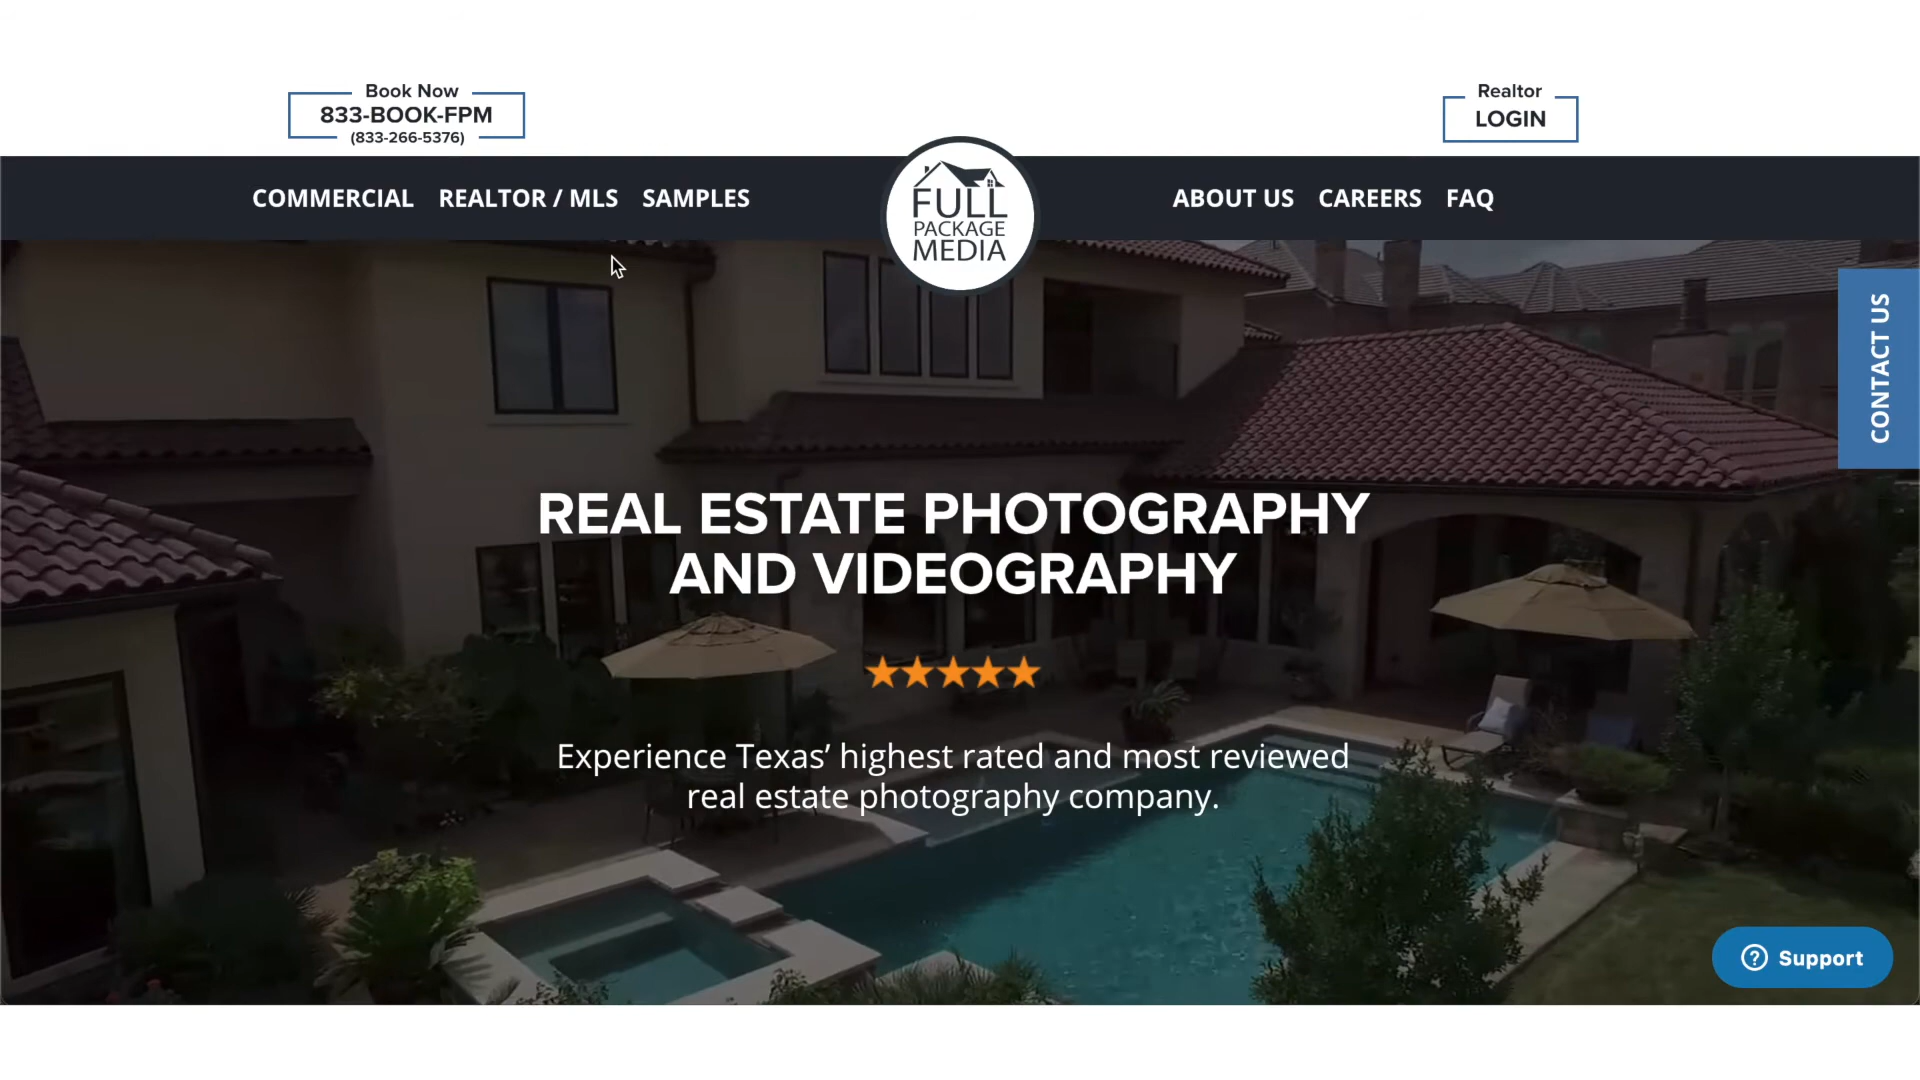 Book Now
833-BOOK-FPM
(833-266-5376)
Realtor
LOGIN
COMMERCIAL REALTOR / MLS SAMPLES
FULL
PACKAGE
MEDIA
ABOUT US CAREERS FAQ
CONTACT US
REAL ESTATE PHOTOGRAPHY
AND VIDEOGRAPHY
Experience Texas’ highest rated and most reviewed
real estate photography company.
? Support